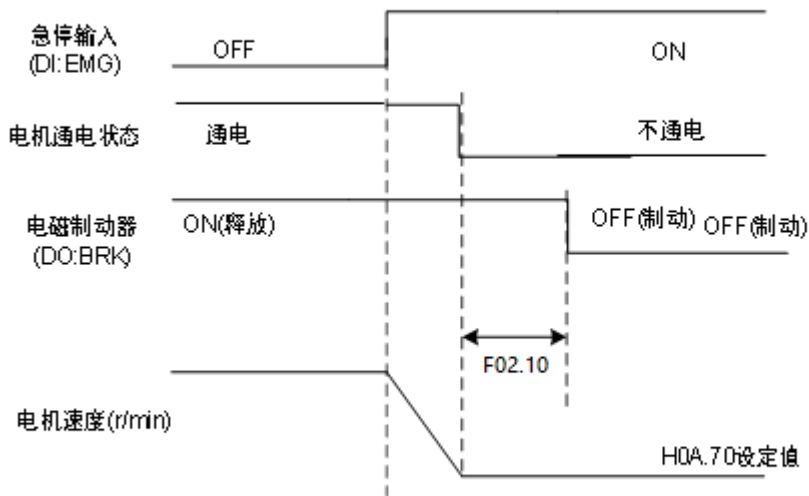 急停输入
(DI:EMG)
OFF
ON
电机通电状态
通电
不通电
电磁制动器
(DO:BRK)
ON(释放)
OFF(制动)
OFF(制动)
F02.10
电机速度(r/min)
H0A.70设定值